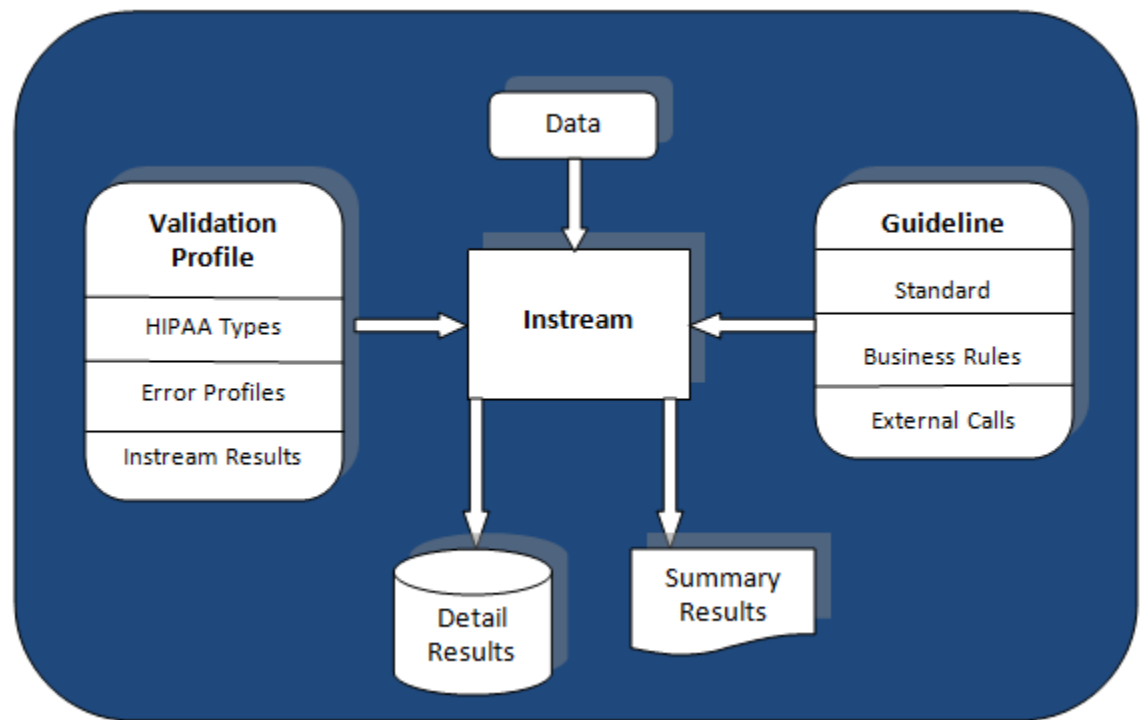 Data
Validation
Profile
HIPAA Types
Error Profiles
Instream Results
Instream
Guideline
Standard
Business Rules
External Calls
Detail
Results
Summary
Results